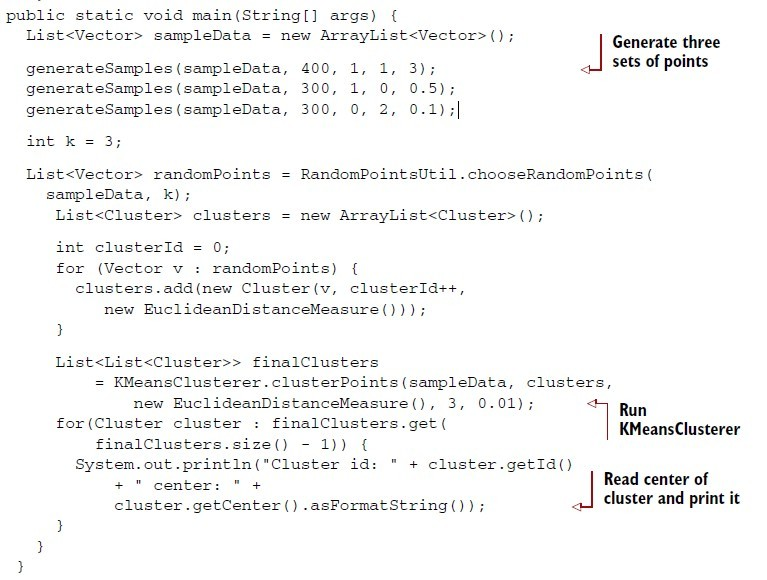 public static void main(String[] args) {
List<Vector> sampleData = new ArrayList<Vector>();
Generate three
sets of points
generateSamples(sampleData, 400, 1, 1, 3);
generateSamples(sampleData, 300, 1, 0, 0.5);
generateSamples(sampleData, 300, 0, 2, 0.1);
int k = 3;
List<Vector> randomPoints = RandomPointsUtil.chooseRandomPoints(
sampleData, k);
List<Cluster> clusters = new ArrayList<Cluster>();
int clusterId = 0;
for (Vector v : randomPoints) {
clusters.add(new Cluster(v, clusterId++,
new EuclideanDistanceMeasure()));
}
List<List<Cluster>> finalClusters
= KMeansClusterer.clusterPoints(sampleData, clusters,
new EuclideanDistanceMeasure(), 3, 0.01);
Run
KMeansClusterer
for(Cluster cluster : finalClusters.get(
finalClusters.size() - 1)) {
System.out.println("Cluster id: " + cluster.getId()
+ " center: " +
cluster.getCenter().asFormatString());
Read center of
cluster and print it
}
}
}